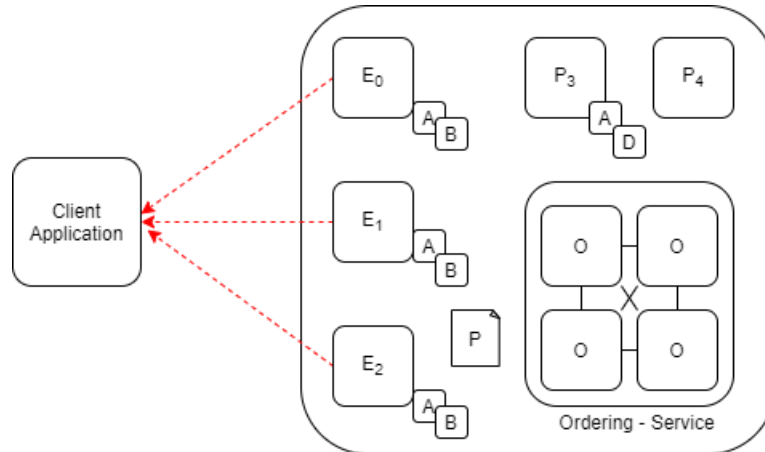 E₀
A
B
P₃
A
D
P₄
Client
Application
E₁
A
B
O
O
O
O
P
E₂
A
B
Ordering - Service